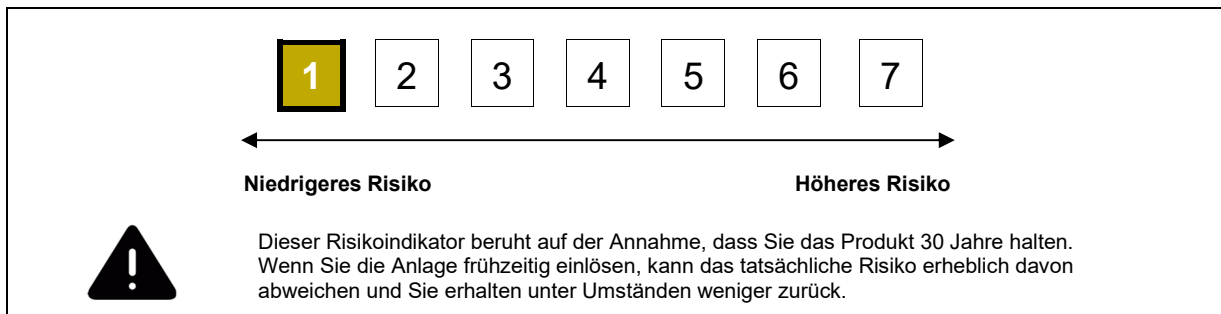 1 2 3 4 5 6 7
Niedrigeres Risiko Höheres Risiko
Dieser Risikoindikator beruht auf der Annahme, dass Sie das Produkt 30 Jahre halten.
Wenn Sie die Anlage frühzeitig einlösen, kann das tatsächliche Risiko erheblich davon
abweichen und Sie erhalten unter Umständen weniger zurück.